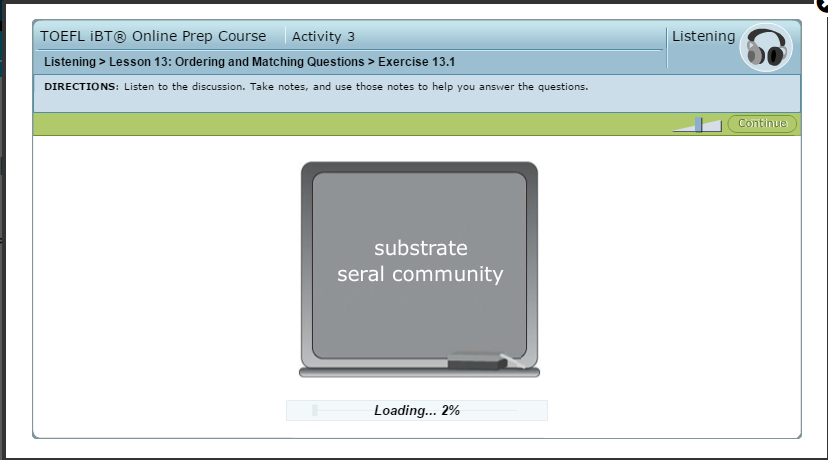 TOEFL iBT® Online Prep Course
Activity 3
Listening
Listening > Lesson 13: Ordering and Matching Questions > Exercise 13.1
DIRECTIONS: Listen to the discussion. Take notes, and use those notes to help you answer the questions.
Continue
substrate
seral community
Loading... 2%